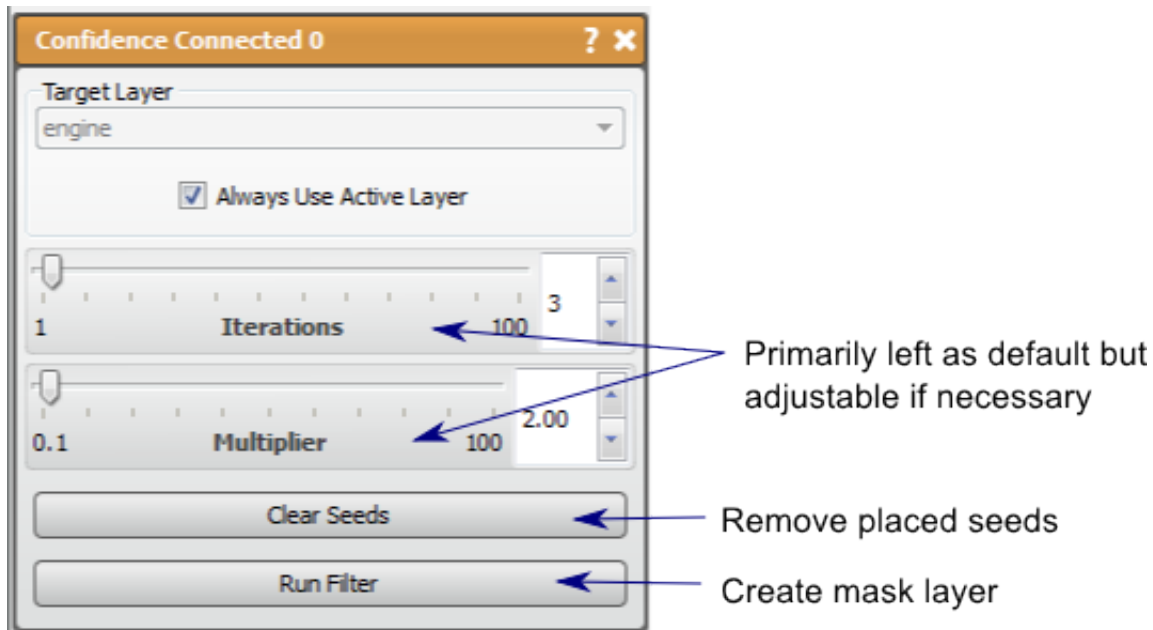 Confidence Connected 0 ? ×
Target Layer
engine
Always Use Active Layer
3
1 Iterations 100
2.00
0.1 Multiplier 100
Primarily left as default but
adjustable if necessary
Clear Seeds
Remove placed seeds
Run Filter
Create mask layer